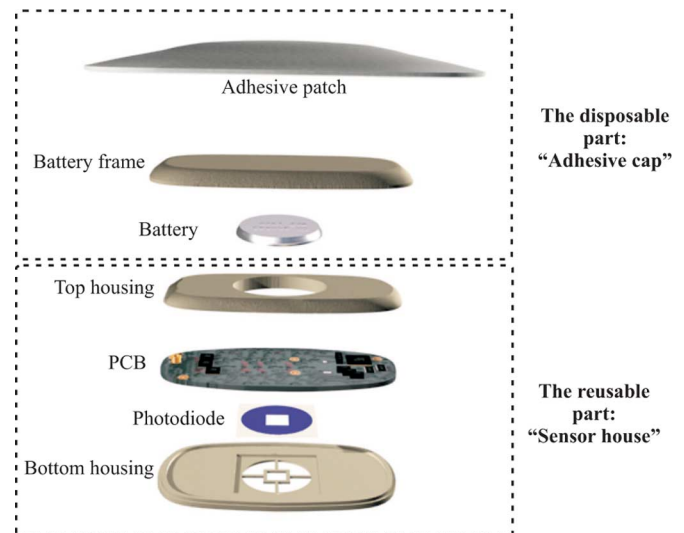 Adhesive patch
Battery frame
Battery
The disposable
part:
“Adhesive cap”
Top housing
PCB
Photodiode
Bottom housing
The reusable
part:
“Sensor house”